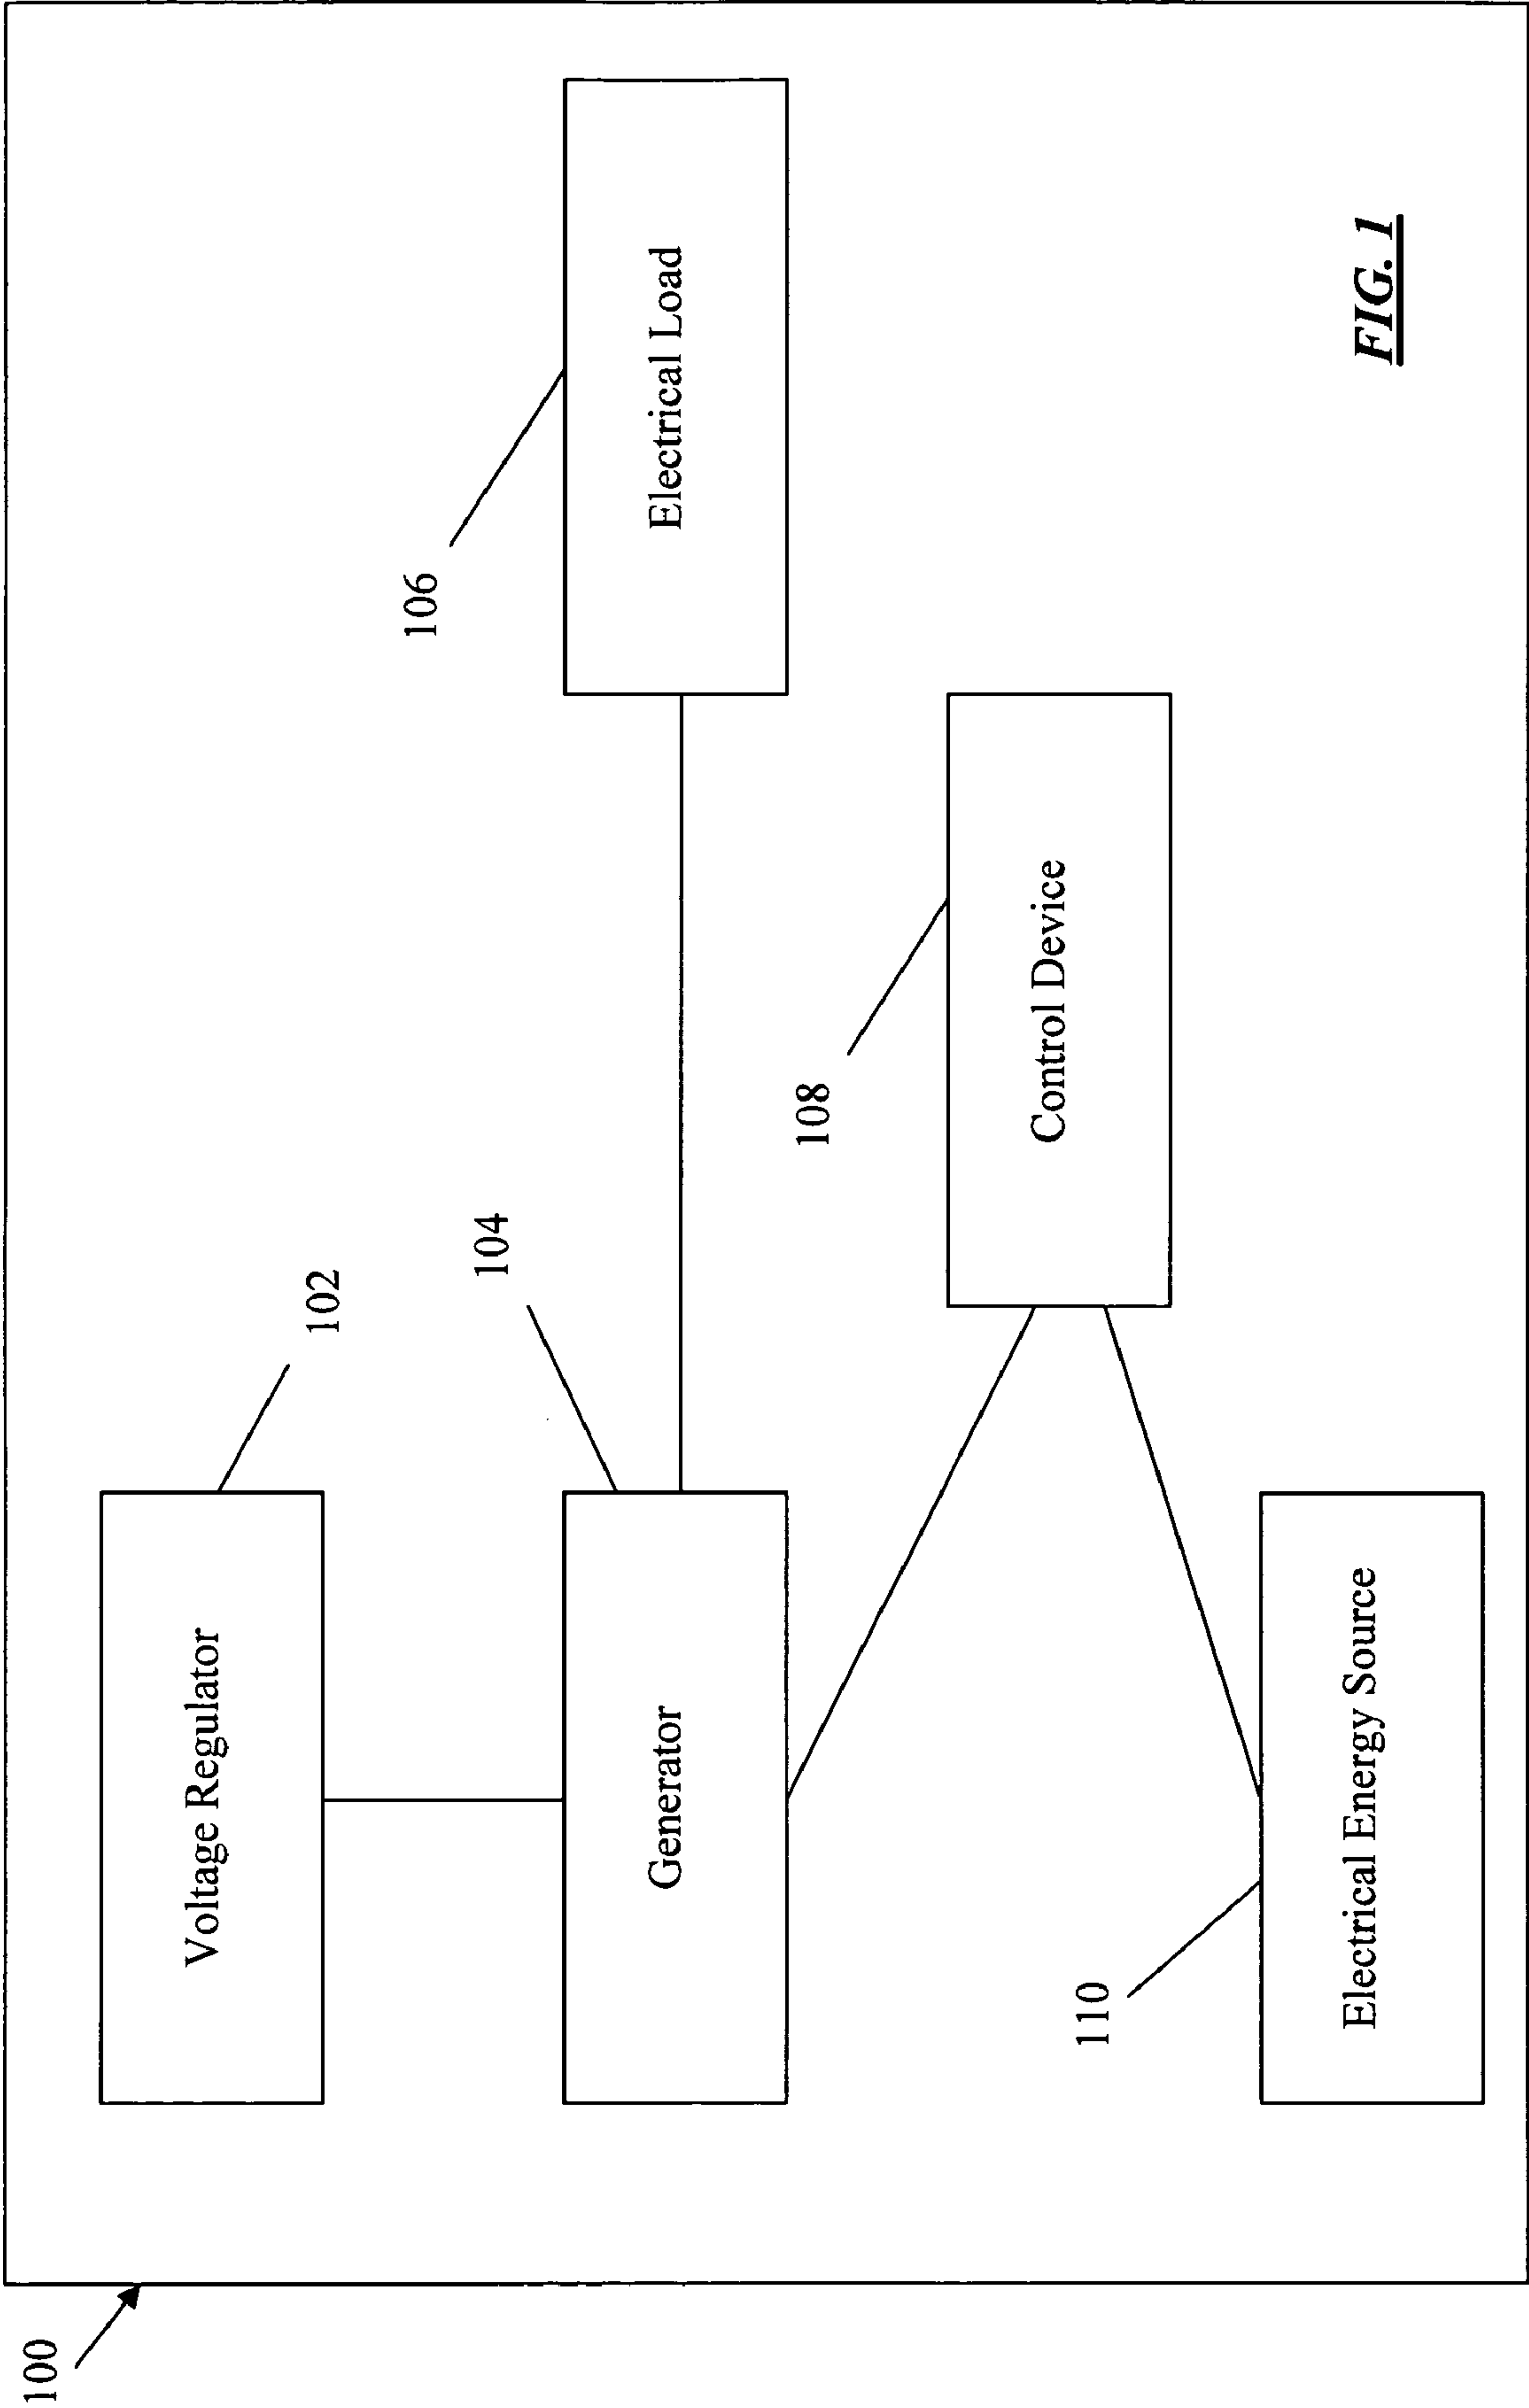 100
Voltage Regulator
102
Generator
104
Electrical Load
106
Control Device
108
Electrical Energy Source
110
FIG. 1